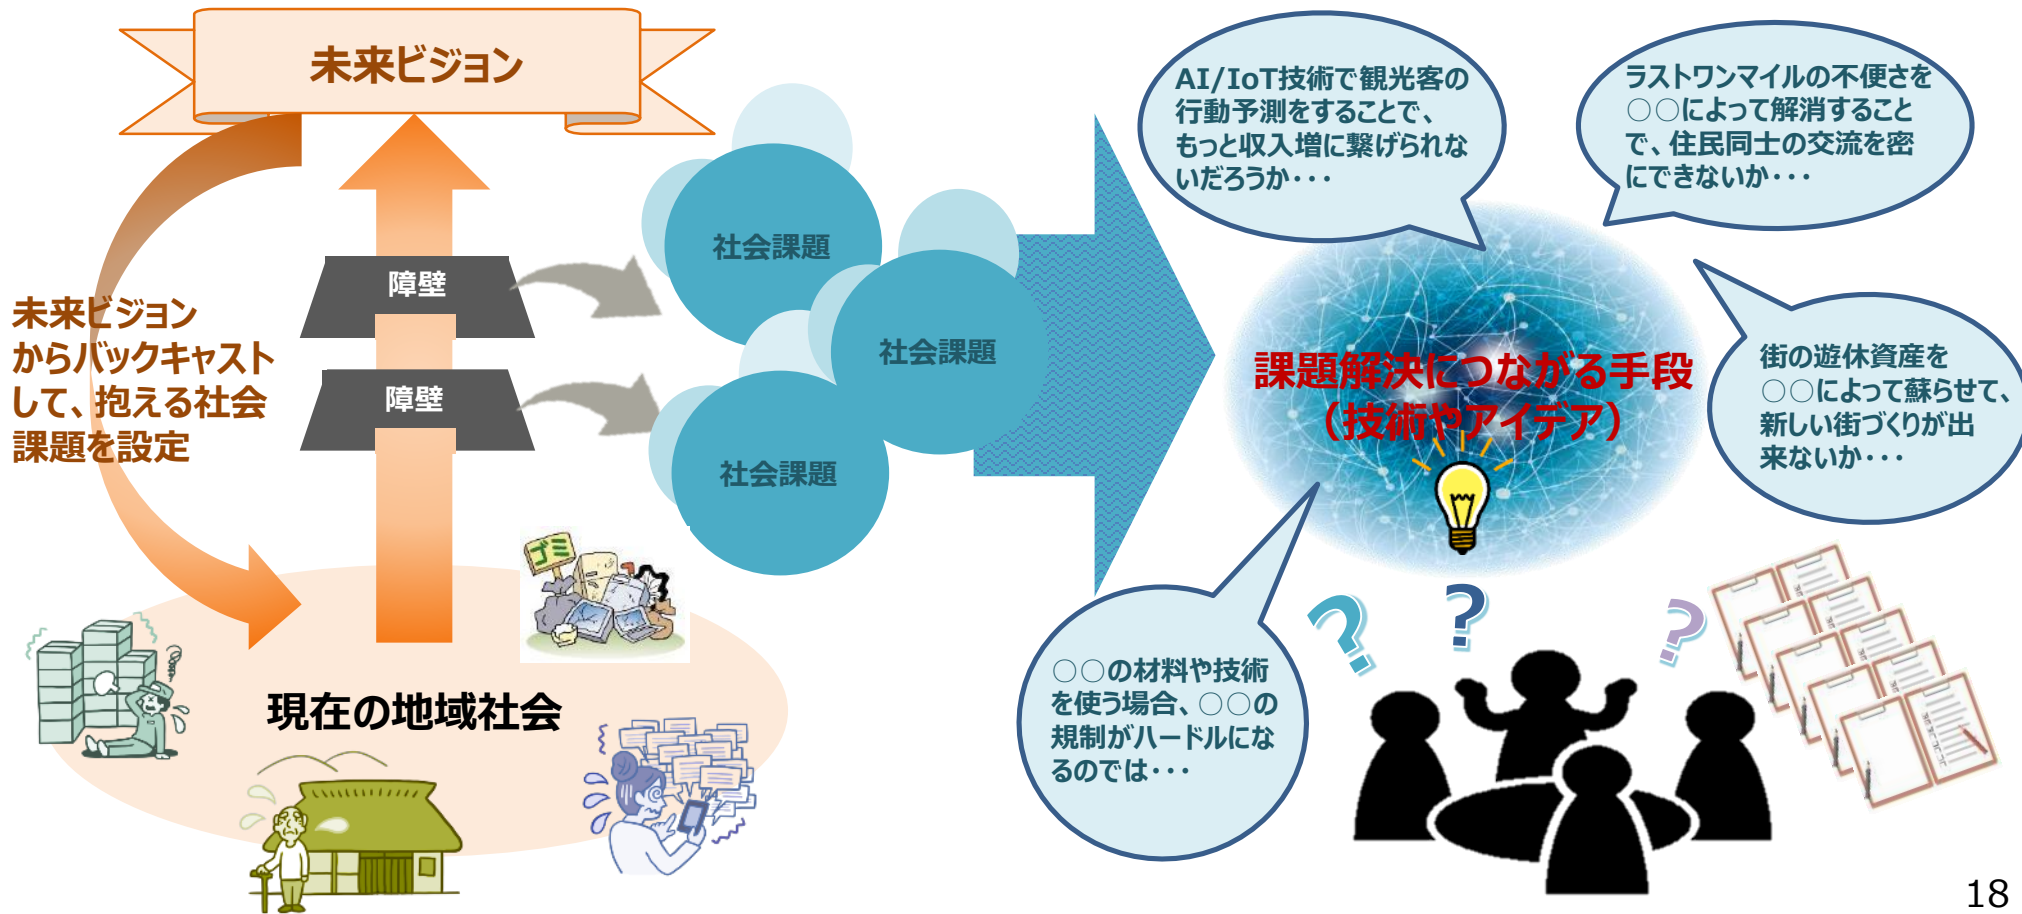 未来ビジョン
障壁
障壁
未来ビジョン
からバックキャスト
して、抱える社会
課題を設定
社会課題
社会課題
社会課題
ゴミ
現在の地域社会
AI/IoT技術で観光客の
行動予測をすることで、
もっと収入増に繋げられな
いだろうか・・・
ラストワンマイルの不便さを
○○によって解消すること
で、住民同士の交流を密
にできないか・・・
街の遊休資産を
○○によって蘇らせて、
新しい街づくりが出
来ないか・・・
課題解決につながる手段
（技術やアイデア）
○○の材料や技術
を使う場合、○○の
規制がハードルにな
るのでは・・・
?
?
?
18